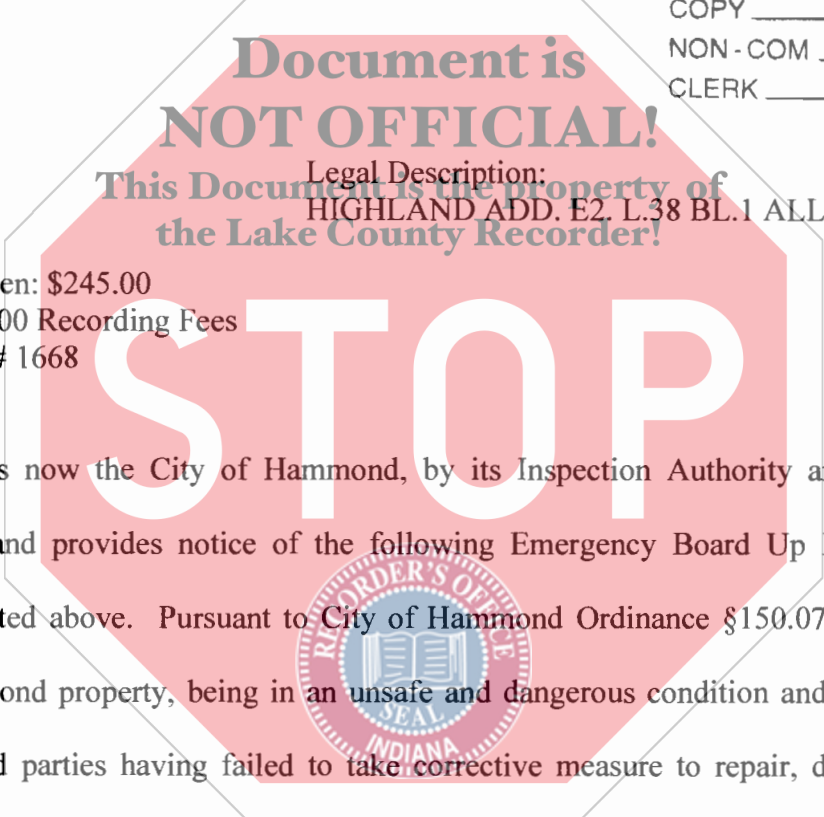 COPY
NON-COM
CLERK
Document is
NOT OFFICIAL!
This Document is the property of
the Lake County Recorder!
Legal Description:
HIGHLAND ADD. E2. L.38 BL.1 ALL
en: $245.00
00 Recording Fees
# 1668
STOP
s now the City of Hammond, by its Inspection Authority a
and provides notice of the following Emergency Board Up
ted above. Pursuant to City of Hammond Ordinance §150.07
ond property, being in an unsafe and dangerous condition and
d parties having failed to take corrective measure to repair, d
RECORDER'S OFFICE
SEAL
INDIANA